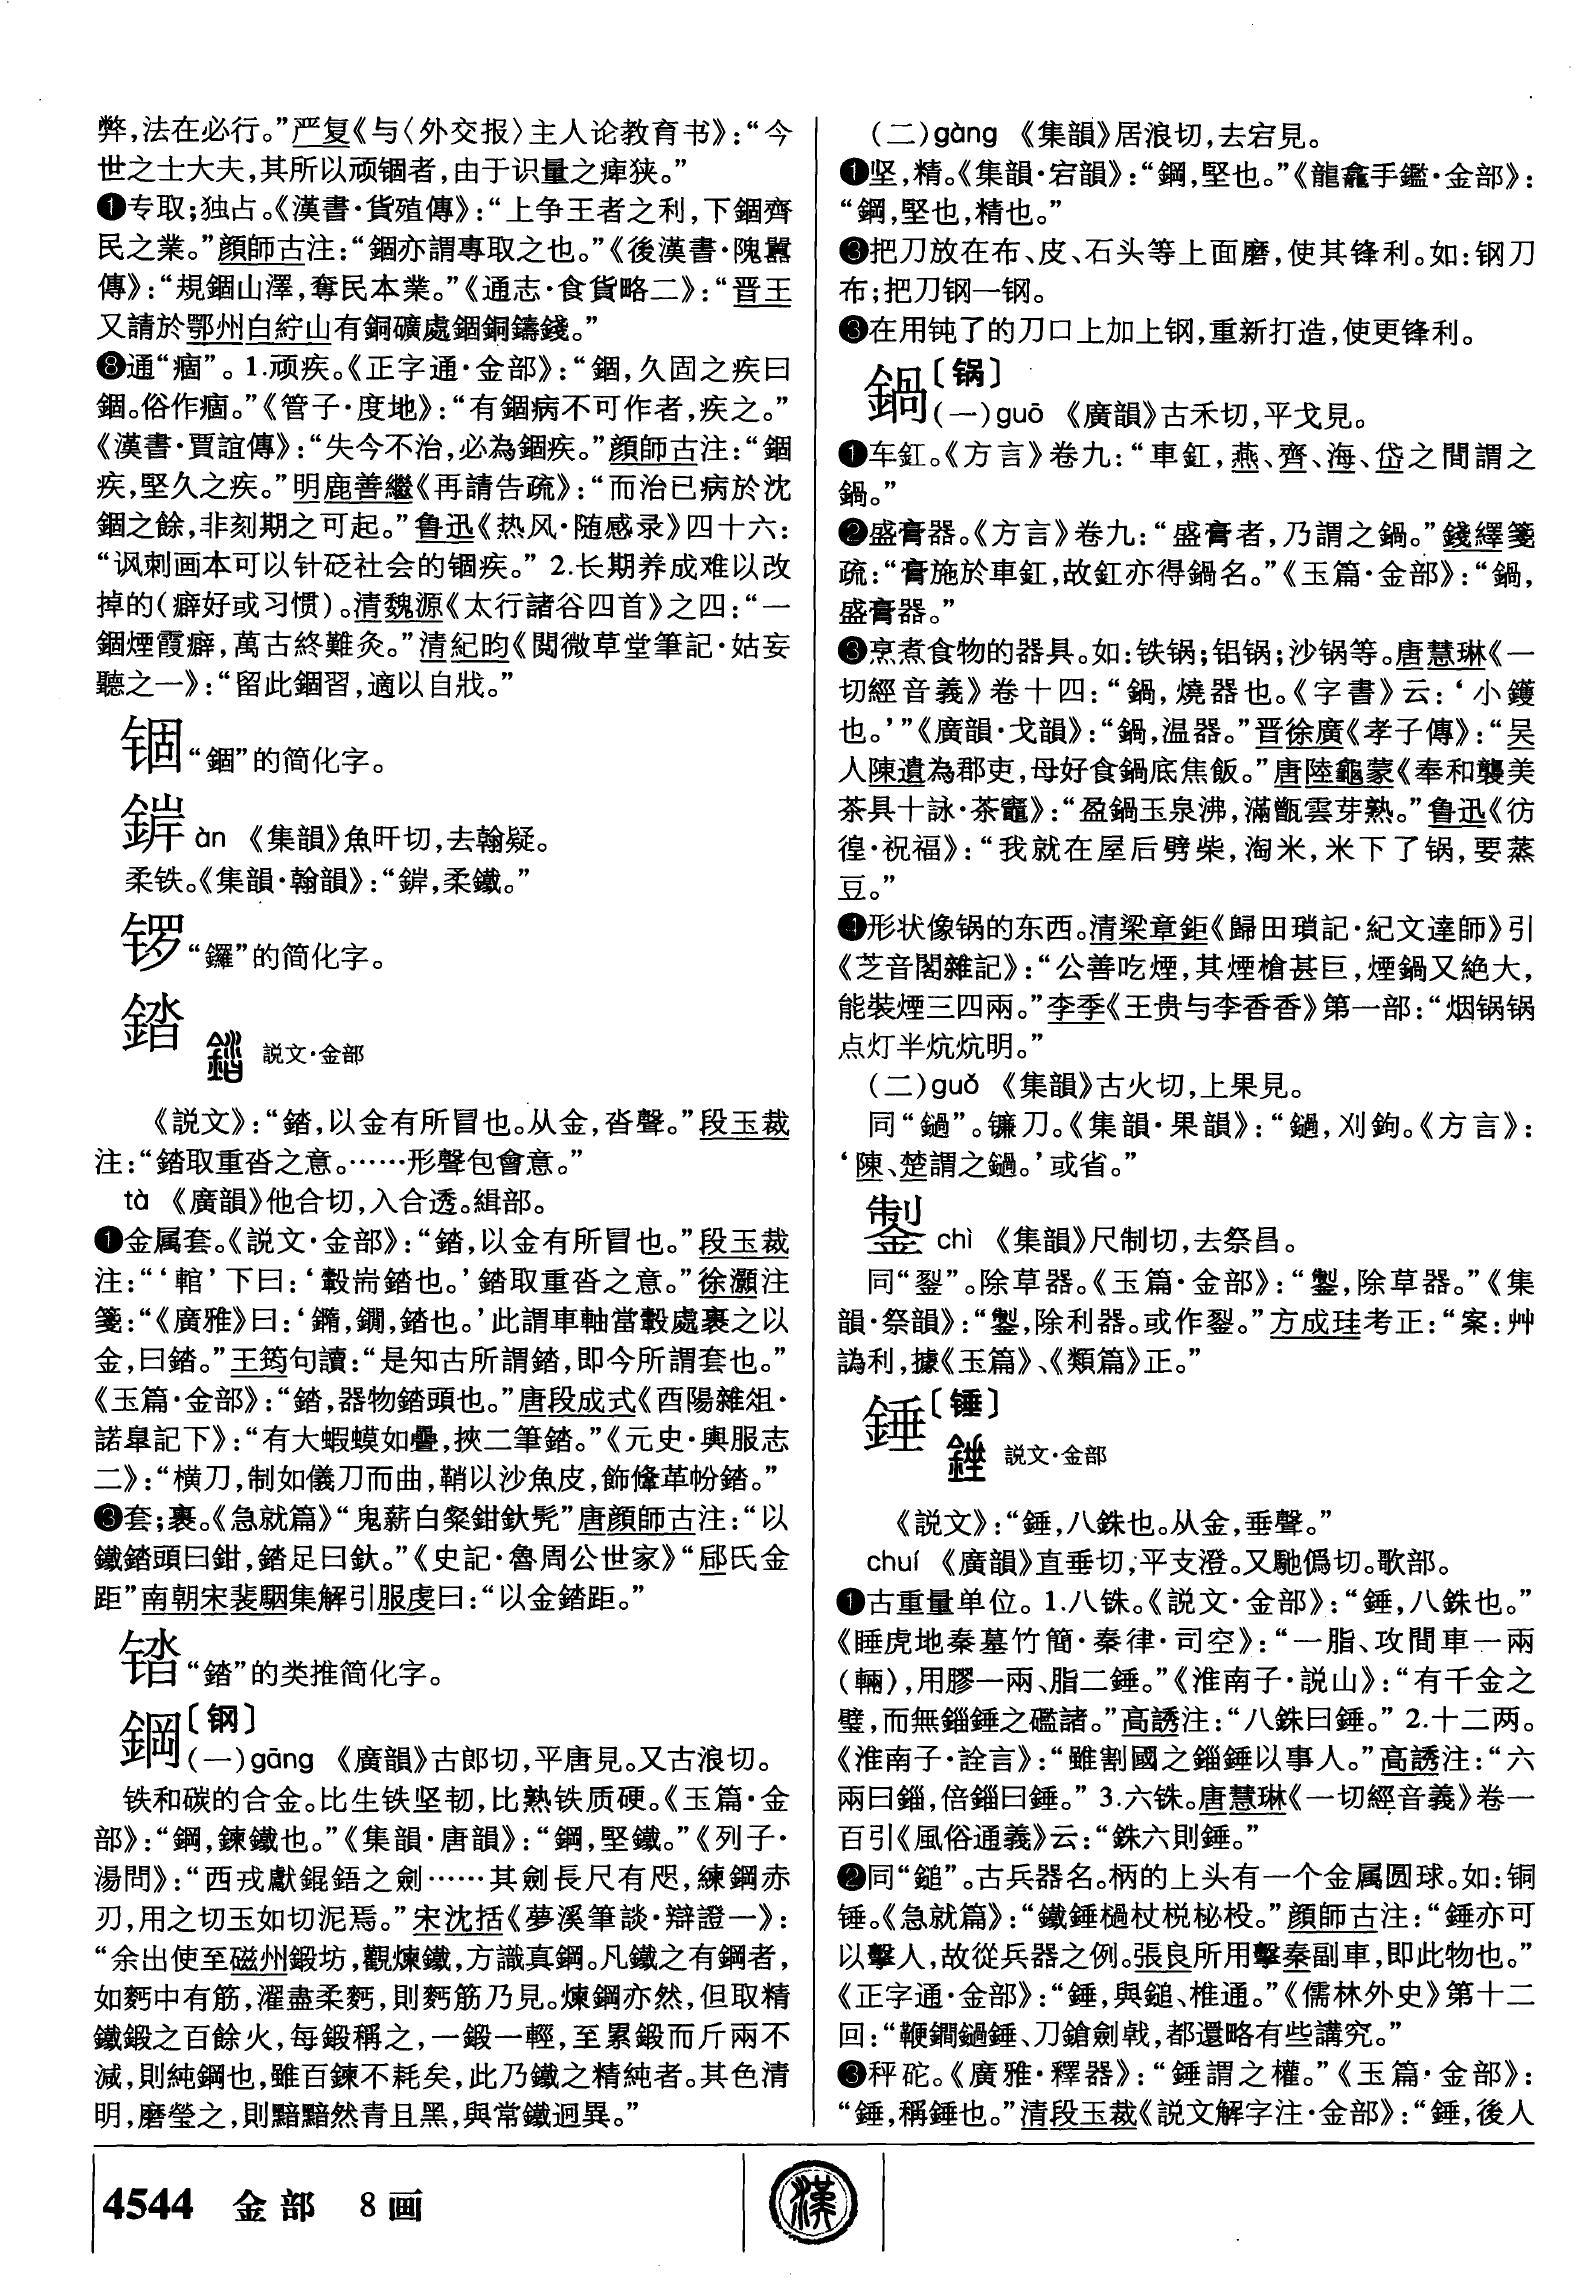 弊，法在必行。”严复《与〈外交报〉主人论教育书》：“今
世之士大夫，其所以顽锢者，由于识量之痺狭。”
❶专取；独占。《漢書·貨殖傳》：“上争王者之利，下錮齊
民之業。”顔師古注：“錮亦謂專取之也。”《後漢書·隗囂
傳》：“規錮山澤，奪民本業。”《通志·食貨略二》：“晋王
又請於鄂州白紵山有銅礦處錮銅鑄錢。”
❽通“痼”。1.顽疾。《正字通·金部》：“錮，久固之疾曰
錮。俗作痼。”《管子·度地》：“有錮病不可作者，疾之。”
《漢書·賈誼傳》：“失今不治，必為錮疾。”顔師古注：“錮
疾，堅久之疾。”明鹿善繼《再請告疏》：“而治已病於沈
錮之餘，非刻期之可起。”鲁迅《热风·随感录》四十六：
“讽刺画本可以针砭社会的锢疾。”2.长期养成难以改
掉的（癖好或习惯）。清魏源《太行諸谷四首》之四：“一
錮煙霞癖，萬古終難灸。”清紀昀《閲微草堂筆記·姑妄
聽之一》：“留此錮習，適以自戕。”
锢“錮”的简化字。
錌 àn 《集韻》魚旰切，去翰疑。
柔铁。《集韻·翰韻》：“錌，柔鐵。”
锣“鑼”的简化字。
錔 説文·金部
《説文》：“錔，以金有所冒也。从金，沓聲。”段玉裁
注：“錔取重沓之意。……形聲包會意。”
tà 《廣韻》他合切，入合透。緝部。
❶金属套。《説文·金部》：“錔，以金有所冒也。”段玉裁
注：“‘輨’下曰：‘轂耑錔也。’錔取重沓之意。”徐灝注
箋：“《廣雅》曰：‘鐹，鐗，錔也。’此謂車軸當轂處裹之以
金，曰錔。”王筠句讀：“是知古所謂錔，即今所謂套也。”
《玉篇·金部》：“錔，器物錔頭也。”唐段成式《酉陽雜俎·
諾皋記下》：“有大蝦蟆如疊，挾二筆錔。”《元史·輿服志
二》：“横刀，制如儀刀而曲，鞘以沙魚皮，飾鞗革帉錔。”
❸套；裹。《急就篇》“鬼薪白粲鉗釱髡”唐顔師古注：“以
鐵錔頭曰鉗，錔足曰釱。”《史記·魯周公世家》“郈氏金
距”南朝宋裴駰集解引服虔曰：“以金錔距。”
𨱏“錔”的类推简化字。
鋼〔钢〕
（一）gāng 《廣韻》古郎切，平唐見。又古浪切。
铁和碳的合金。比生铁坚韧，比熟铁质硬。《玉篇·金
部》：“鋼，鍊鐵也。”《集韻·唐韻》：“鋼，堅鐵。”《列子·
湯問》：“西戎獻錕鋙之劍……其劍長尺有咫，練鋼赤
刃，用之切玉如切泥焉。”宋沈括《夢溪筆談·辯證一》：
“余出使至磁州鍛坊，觀煉鐵，方識真鋼。凡鐵之有鋼者，
如麪中有筋，濯盡柔麪，則麪筋乃見。煉鋼亦然，但取精
鐵鍛之百餘火，每鍛稱之，一鍛一輕，至累鍛而斤兩不
減，則純鋼也，雖百鍊不耗矣，此乃鐵之精純者。其色清
明，磨瑩之，則黯黯然青且黑，與常鐵迥異。”
（二）gàng 《集韻》居浪切，去宕見。
❶坚，精。《集韻·宕韻》：“鋼，堅也。”《龍龕手鑑·金部》：
“鋼，堅也，精也。”
❸把刀放在布、皮、石头等上面磨，使其锋利。如：钢刀
布；把刀钢一钢。
❸在用钝了的刀口上加上钢，重新打造，使更锋利。
鍋〔锅〕
（一）guō 《廣韻》古禾切，平戈見。
❶车釭。《方言》卷九：“車釭，燕、齊、海、岱之間謂之
鍋。”
❷盛膏器。《方言》卷九：“盛膏者，乃謂之鍋。”錢繹箋
疏：“膏施於車釭，故釭亦得鍋名。”《玉篇·金部》：“鍋，
盛膏器。”
❸烹煮食物的器具。如：铁锅；铝锅；沙锅等。唐慧琳《一
切經音義》卷十四：“鍋，燒器也。《字書》云：‘小鑊
也。’”《廣韻·戈韻》：“鍋，温器。”晋徐廣《孝子傳》：“吴
人陳遺為郡吏，母好食鍋底焦飯。”唐陸龜蒙《奉和襲美
茶具十詠·茶竈》：“盈鍋玉泉沸，滿甑雲芽熟。”鲁迅《彷
徨·祝福》：“我就在屋后劈柴，淘米，米下了锅，要蒸
豆。”
❹形状像锅的东西。清梁章鉅《歸田瑣記·紀文達師》引
《芝音閣雜記》：“公善吃煙，其煙槍甚巨，煙鍋又絶大，
能裝煙三四兩。”李季《王贵与李香香》第一部：“烟锅锅
点灯半炕炕明。”
（二）guǒ 《集韻》古火切，上果見。
同“鐹”。镰刀。《集韻·果韻》：“鐹，刈鉤。《方言》：
‘陳、楚謂之鐹。’或省。”
𨨭 chì 《集韻》尺制切，去祭昌。
同“㓼”。除草器。《玉篇·金部》：“𨨭，除草器。”《集
韻·祭韻》：“𨨭，除利器。或作㓼。”方成珪考正：“案：艸
譌利，據《玉篇》、《類篇》正。”
錘〔锤〕
説文·金部
《説文》：“錘，八銖也。从金，垂聲。”
chuí 《廣韻》直垂切，平支澄。又馳僞切。歌部。
❶古重量单位。1.八铢。《説文·金部》：“錘，八銖也。”
《睡虎地秦墓竹簡·秦律·司空》：“一脂、攻間車一兩
（輛），用膠一兩、脂二錘。”《淮南子·説山》：“有千金之
璧，而無錙錘之礛諸。”高誘注：“八銖曰錘。”2.十二两。
《淮南子·詮言》：“雖割國之錙錘以事人。”高誘注：“六
兩曰錙，倍錙曰錘。”3.六铢。唐慧琳《一切經音義》卷一
百引《風俗通義》云：“銖六則錘。”
❷同“鎚”。古兵器名。柄的上头有一个金属圆球。如：铜
锤。《急就篇》：“鐵錘檛杖棁柲杸。”顔師古注：“錘亦可
以擊人，故從兵器之例。張良所用擊秦副車，即此物也。”
《正字通·金部》：“錘，與鎚、椎通。”《儒林外史》第十二
回：“鞭鐧鐹錘、刀鎗劍戟，都還略有些講究。”
❸秤砣。《廣雅·釋器》：“錘謂之權。”《玉篇·金部》：
“錘，稱錘也。”清段玉裁《説文解字注·金部》：“錘，後人
4544 金部 8画
漢